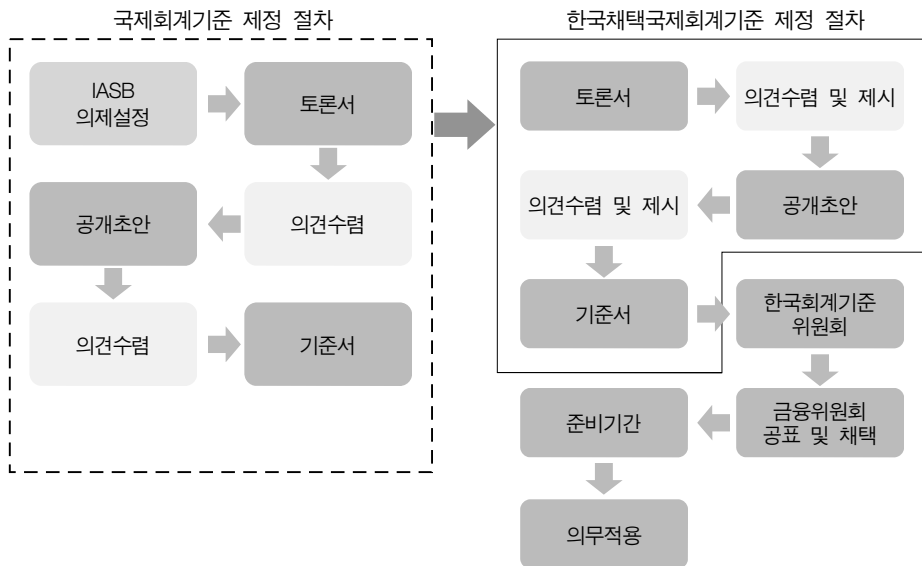 국제회계기준 제정 절차
IASB
의제설정
토론서
의견수렴
공개초안
의견수렴
기준서
한국채택국제회계기준 제정 절차
토론서
의견수렴 및 제시
공개초안
의견수렴 및 제시
기준서
한국회계기준
위원회
금융위원회
공표 및 채택
준비기간
의무적용